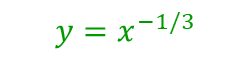 y = x^{-1/3}